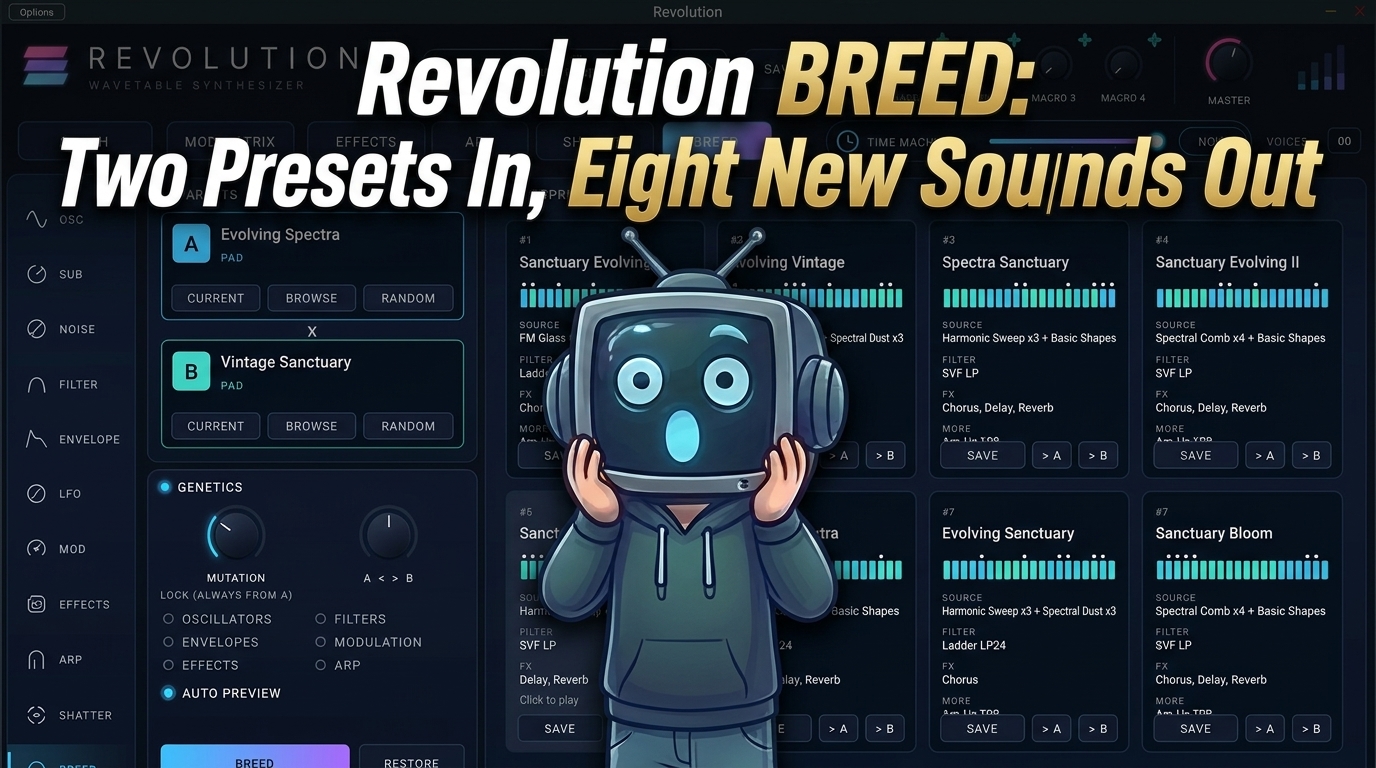 Options
Revolution
REVOLUTION
WAVETABLE SYNTHESIZER
Revolution BREED:
Two Presets In, Eight New Sounds Out
MACRO 3
MACRO 4
MASTER
EFFECTS
BREED
TIME
VOICES
00
OSC
SUB
NOISE
FILTER
ENVELOPE
LFO
MOD
EFFECTS
ARP
SHATTER
BREED
A
Evolving Spectra
PAD
CURRENT BROWSE RANDOM
X
B
Vintage Sanctuary
PAD
CURRENT BROWSE RANDOM
GENETICS
MUTATION
A < > B
LOCK (ALWAYS FROM A)
OSCILLATORS
FILTERS
ENVELOPES
MODULATION
EFFECTS
ARP
AUTO PREVIEW
BREED
RESTORE
#1
Sanctuary Evolving
SOURCE
FM Glass
FILTER
FX
MORE
#2
Evolving Vintage
Spectral Dust x3
> A > B
#3
Spectra Sanctuary
SOURCE
Harmonic Sweep x3 + Basic Shapes
FILTER
SVF LP
FX
Chorus, Delay, Reverb
MORE
SAVE > A > B
#4
Sanctuary Evolving II
SOURCE
Spectral Comb x4 + Basic Shapes
FILTER
SVF LP
FX
Chorus, Delay, Reverb
MORE
SAVE > A > B
#5
FILTER
SVF LP
FX
Delay, Reverb
Click to play
SAVE
Basic Shapes
Reverb
> A > B
#7
Evolving Senctuary
SOURCE
Harmonic Sweep x3 + Spectral Dust x3
FILTER
Ladder LP24
FX
Chorus
MORE
SAVE > A > B
#7
Sanctuary Bloom
SOURCE
Spectral Comb x4 + Basic Shapes
FILTER
SVF LP
FX
Chorus, Delay, Reverb
MORE
SAVE > A > B